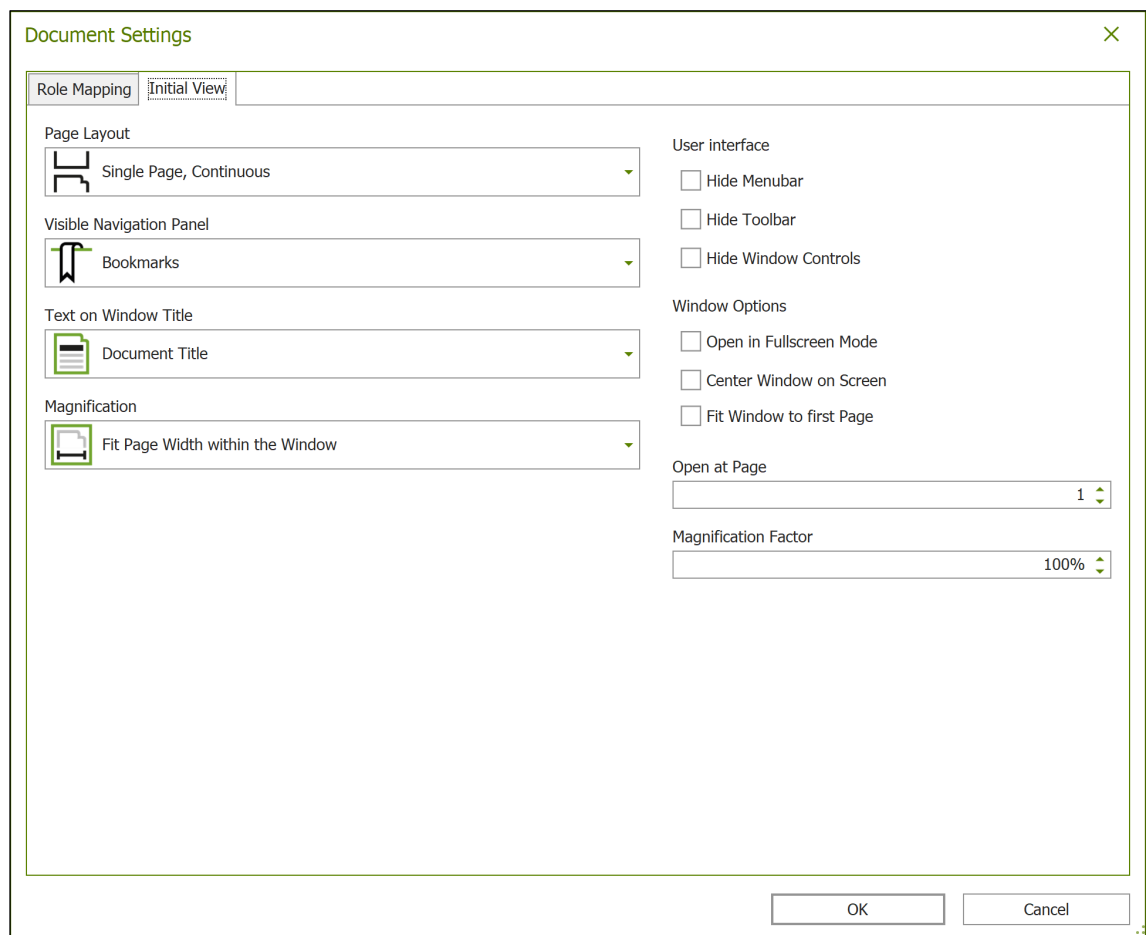 Document Settings
Role Mapping
Initial View
Page Layout
Single Page, Continuous
Visible Navigation Panel
Bookmarks
Text on Window Title
Document Title
Magnification
Fit Page Width within the Window
User interface
Hide Menubar
Hide Toolbar
Hide Window Controls
Window Options
Open in Fullscreen Mode
Center Window on Screen
Fit Window to first Page
Open at Page
1
Magnification Factor
100%
OK
Cancel